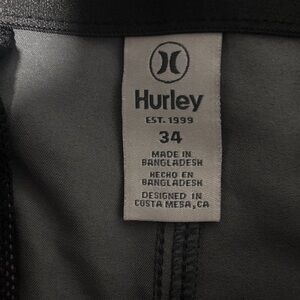 Hurley
EST. 1999
34
MADE IN
BANGLADESH
HECHO EN
BANGLADESH
DESIGNED IN
COSTA MESA, CA